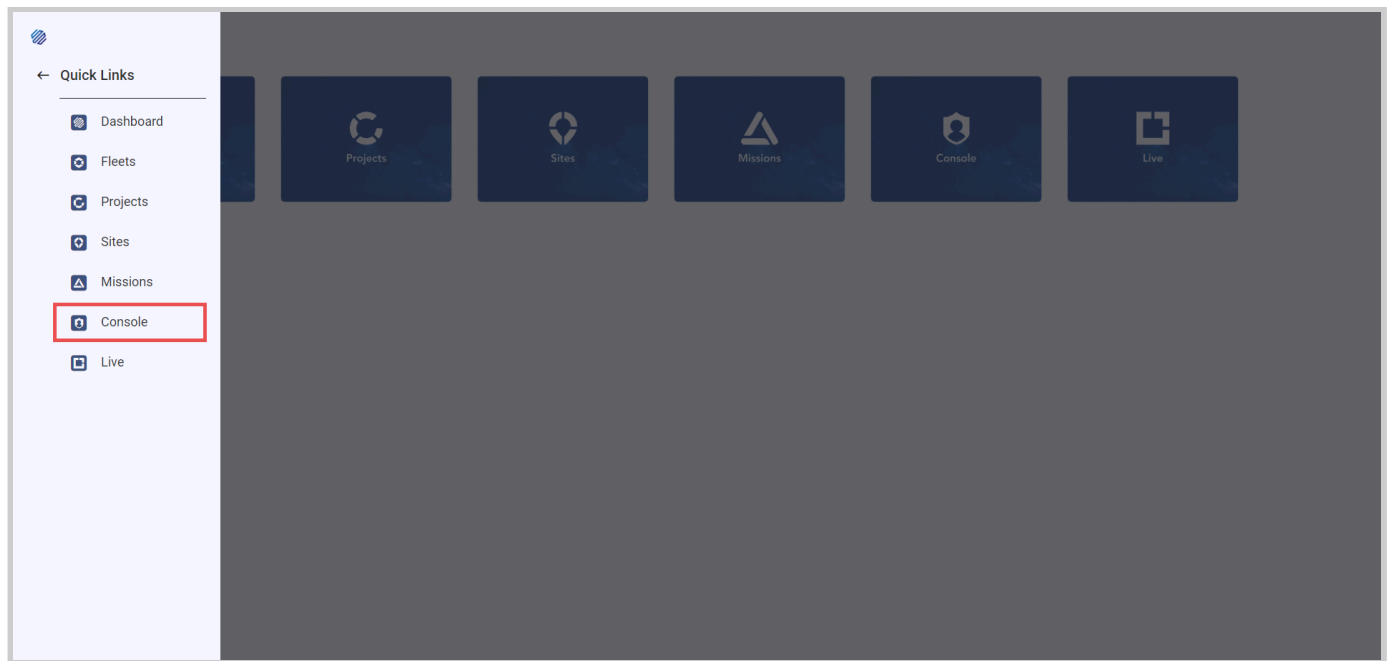 Quick Links
Dashboard
Fleets
Projects
Sites
Missions
Console
Live
Projects
Sites
Missions
Console
Live